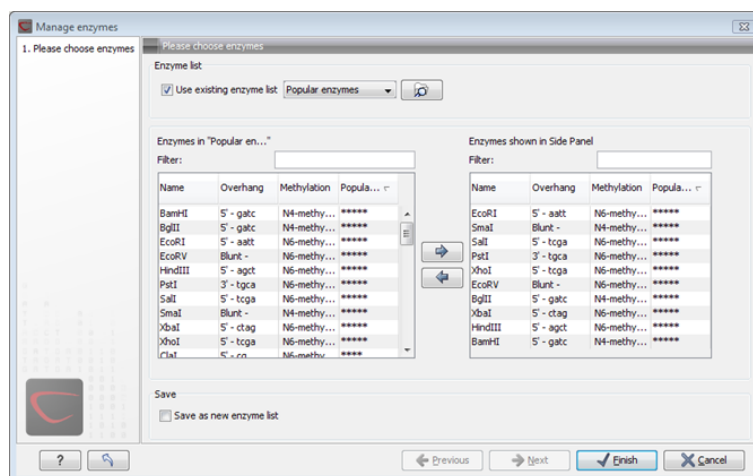 Manage enzymes
1. Please choose enzymes
Please choose enzymes
Enzyme list
Use existing enzyme list Popular enzymes
Enzymes in "Popular en..."
Filter:
Name Overhang Methylation Popula...
BamHI 5' - gatc N4-methy... *****
BglII 5' - gatc N4-methy... *****
EcoRI 5' - aatt N6-methy... *****
EcoRV Blunt - N6-methy... *****
HindIII 5' - agct N6-methy... *****
PstI 3' - tgca N6-methy... *****
SalI 5' - tcga N6-methy... *****
SmaI Blunt - N4-methy... *****
XbaI 5' - ctag N6-methy... *****
XhoI 5' - tcga N6-methy... *****
ClaI 5' - cg N6-methy... ****
Enzymes shown in Side Panel
Filter:
Name Overhang Methylation Popula...
EcoRI 5' - aatt N6-methy... *****
SmaI Blunt - N4-methy... *****
SalI 5' - tcga N6-methy... *****
PstI 3' - tgca N6-methy... *****
XhoI 5' - tcga N6-methy... *****
EcoRV Blunt - N6-methy... *****
BglII 5' - gatc N4-methy... *****
XbaI 5' - ctag N6-methy... *****
HindIII 5' - agct N6-methy... *****
BamHI 5' - gatc N4-methy... *****
Save
Save as new enzyme list
? Previous Next Finish Cancel